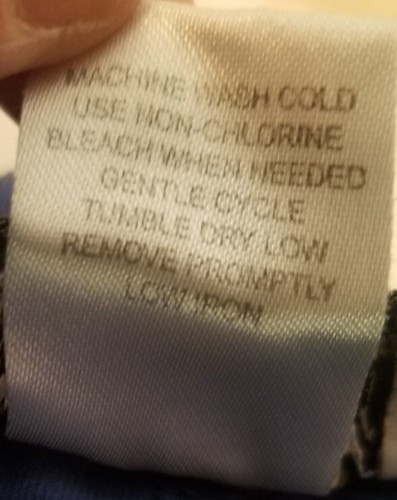 MACHINE WASH COLD
USE NON-CHLORINE
BLEACH WHEN NEEDED
GENTLE CYCLE
TUMBLE DRY LOW
REMOVE PROMPTLY
LOW IRON